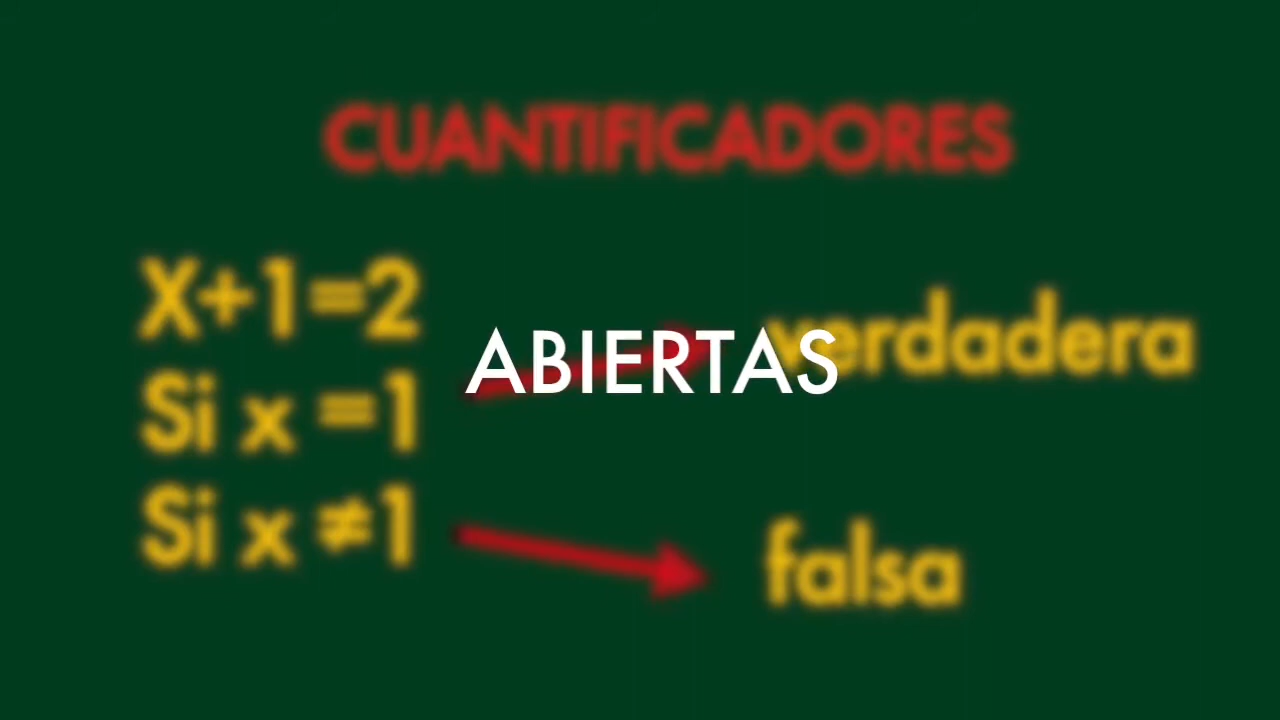 CUANTIFICADORES
X+1=2
verdadera
ABIERTAS
Si x =1
Si x ≠1
falsa